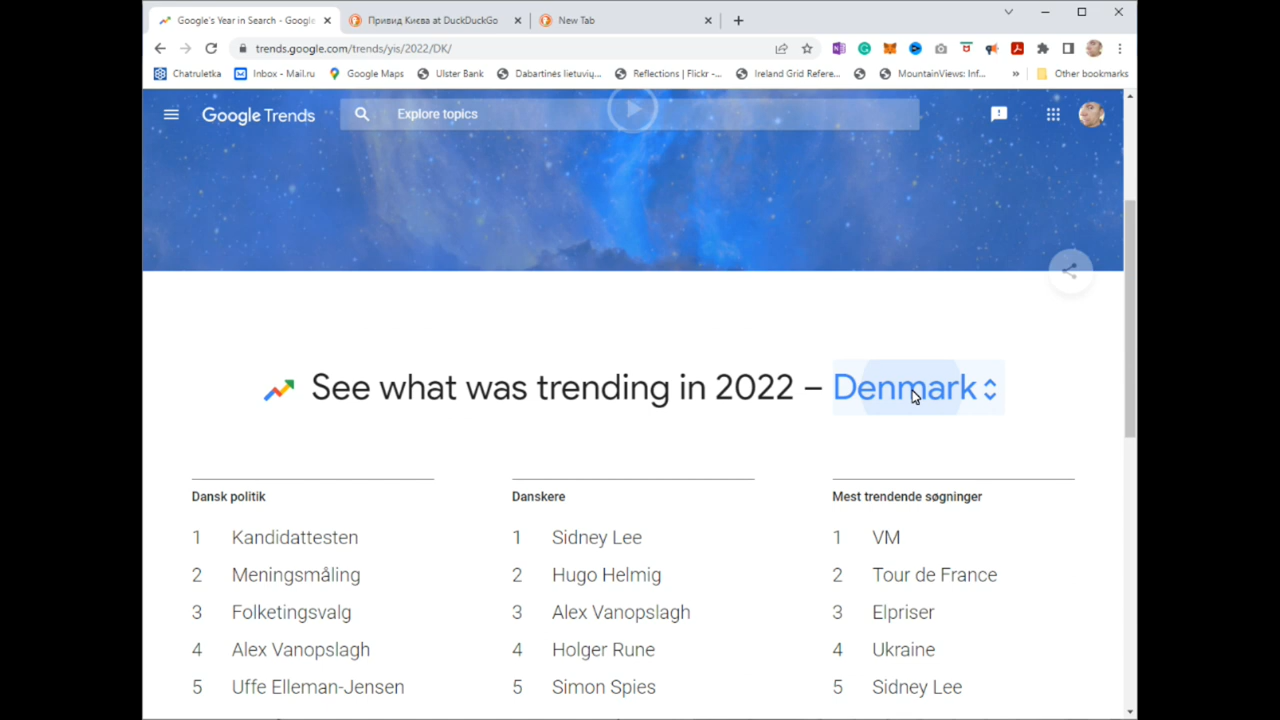 Google's Year in Search - Google
Привид Києва at DuckDuckGo
New Tab
trends.google.com/trends/yis/2022/DK/
Chatruletka
Inbox - Mail.ru
Google Maps
Ulster Bank
Dabartinės lietuvių...
Reflections | Flickr -...
Ireland Grid Refere...
MountainViews: Inf...
»
Other bookmarks
Google Trends
Explore topics
See what was trending in 2022 – Denmark
Dansk politik
1 Kandidattesten
2 Meningsmåling
3 Folketingsvalg
4 Alex Vanopslagh
5 Uffe Elleman-Jensen
Danskere
1 Sidney Lee
2 Hugo Helmig
3 Alex Vanopslagh
4 Holger Rune
5 Simon Spies
Mest trendende søgninger
1 VM
2 Tour de France
3 Elpriser
4 Ukraine
5 Sidney Lee